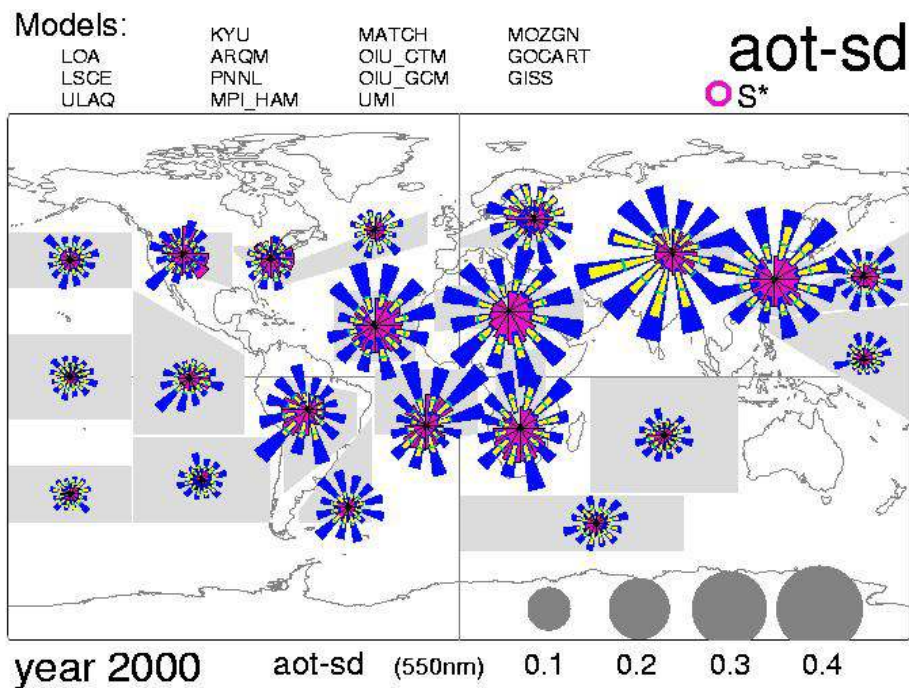 Models:
KYU MATCH MOZGN
aot-sd
LOA ARQM OIU_CTM GOCART
LSCE PNNL OIU_GCM GISS
ULAQ MPI_HAM UMI
S*
year 2000 aot-sd (550nm) 0.1 0.2 0.3 0.4